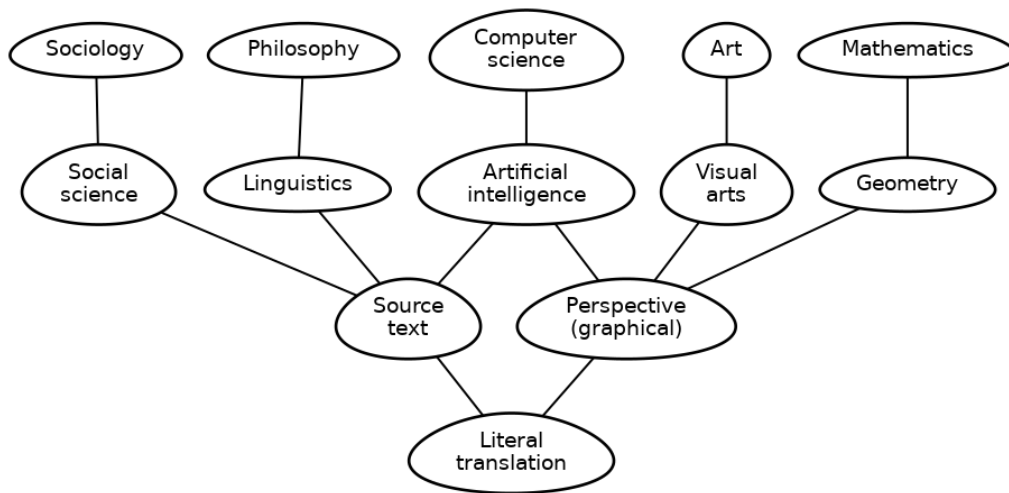 Sociology
Philosophy
Computer
science
Art
Mathematics
Social
science
Linguistics
Artificial
intelligence
Visual
arts
Geometry
Source
text
Perspective
(graphical)
Literal
translation